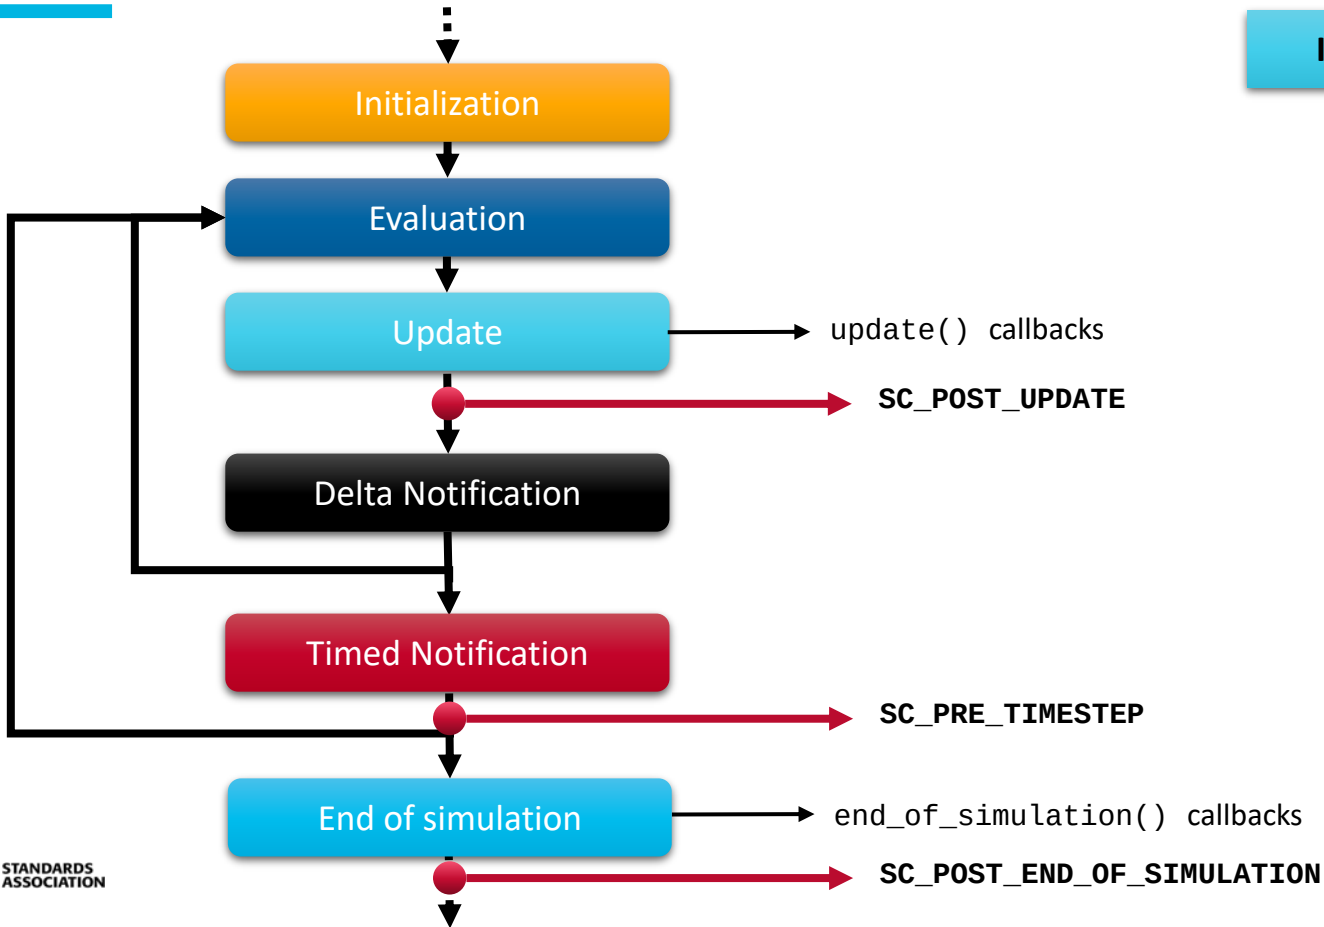 Initialization
Evaluation
Update
update() callbacks
SC_POST_UPDATE
Delta Notification
Timed Notification
SC_PRE_TIMESTEP
End of simulation
end_of_simulation() callbacks
STANDARDS
ASSOCIATION
SC_POST_END_OF_SIMULATION